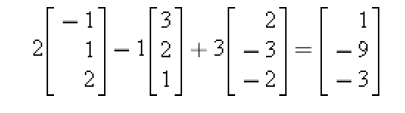 2[−1 1 2] − 1[3 2 1] + 3[2 −3 −2] = [1 −9 −3]